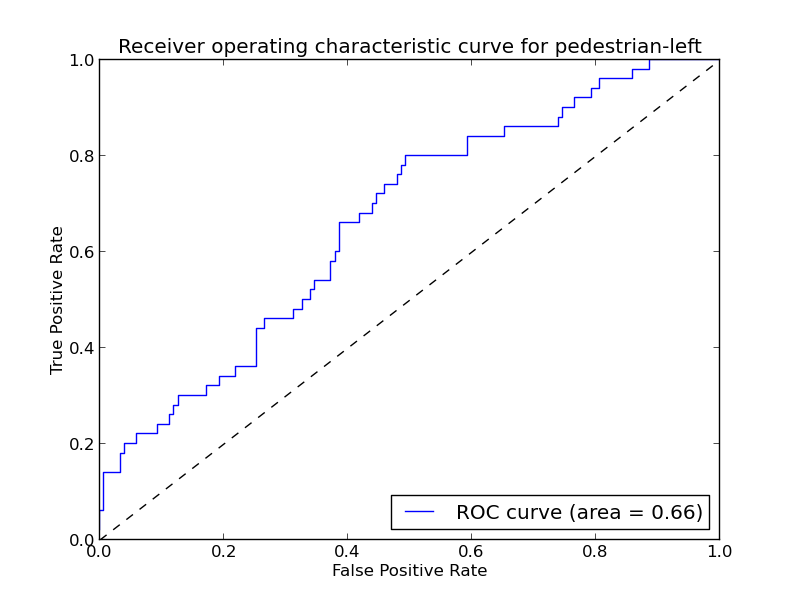 Receiver operating characteristic curve for pedestrian-left
1.0
0.8
0.6
0.4
0.2
0.0
True Positive Rate
ROC curve (area = 0.66)
0.0 0.2 0.4 0.6 0.8 1.0
False Positive Rate